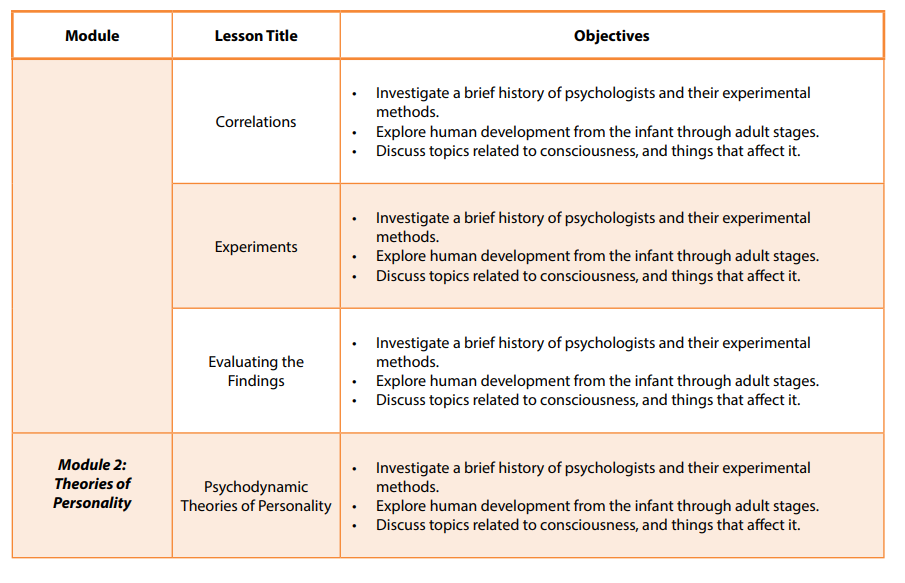 Module Lesson Title Objectives
Correlations
• Investigate a brief history of psychologists and their experimental
methods.
• Explore human development from the infant through adult stages.
• Discuss topics related to consciousness, and things that affect it.
Experiments
• Investigate a brief history of psychologists and their experimental
methods.
• Explore human development from the infant through adult stages.
• Discuss topics related to consciousness, and things that affect it.
Evaluating the
Findings
• Investigate a brief history of psychologists and their experimental
methods.
• Explore human development from the infant through adult stages.
• Discuss topics related to consciousness, and things that affect it.
Module 2:
Theories of
Personality
Psychodynamic
Theories of Personality
• Investigate a brief history of psychologists and their experimental
methods.
• Explore human development from the infant through adult stages.
• Discuss topics related to consciousness, and things that affect it.